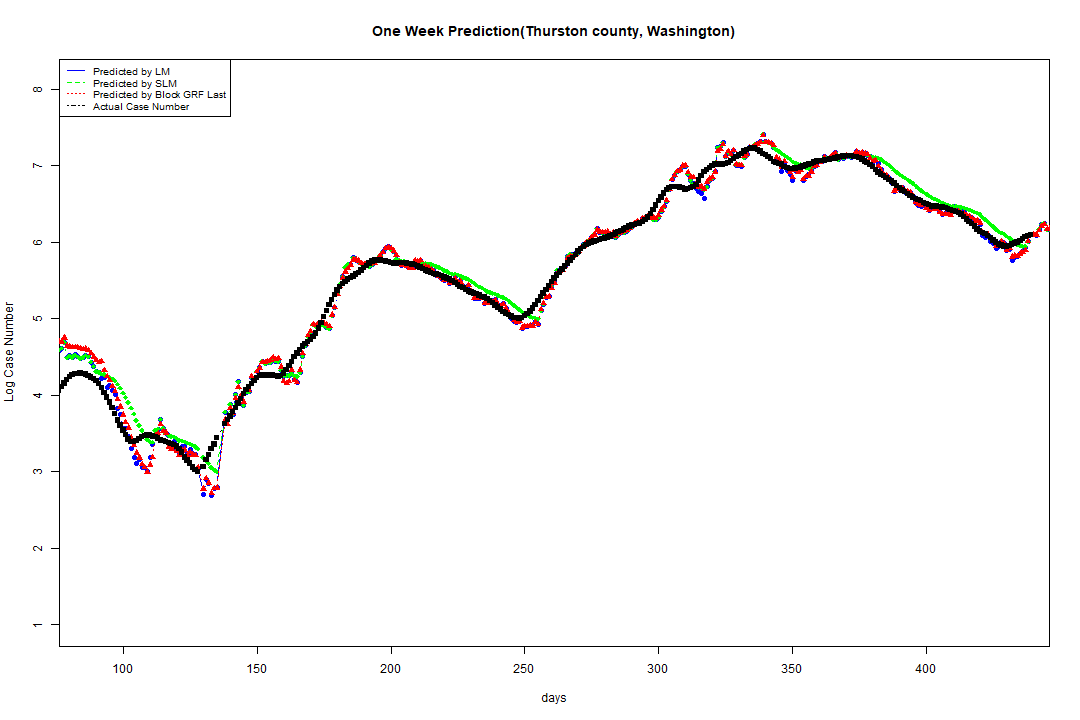 One Week Prediction(Thurston county, Washington)
Predicted by LM
Predicted by SLM
Predicted by Block GRF Last
Actual Case Number
8
7
6
5
4
3
2
1
Log Case Number
100 150 200 250 300 350 400
days